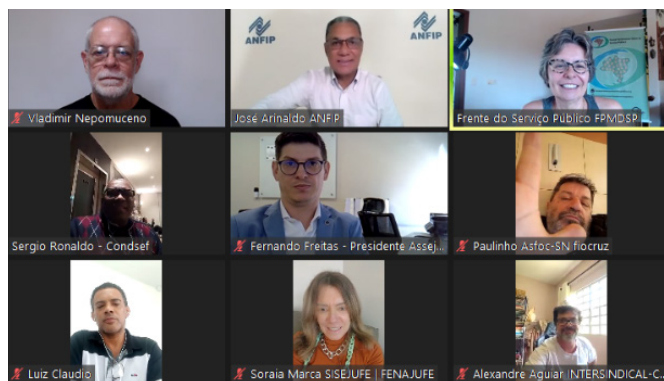 ANFIP
ANFIP
Vladimir Nepomuceno
José Arinaldo ANFIP
Frente do Serviço Público FPMDSP
Sergio Ronaldo - Condsef
Fernando Freitas - Presidente Assej...
Paulinho Asfoc-SN fiocruz
Luiz Claudio
Soraia Marca SISEJUFE | FENAJUFE
Alexandre Aguiar INTERSINDICAL-C...